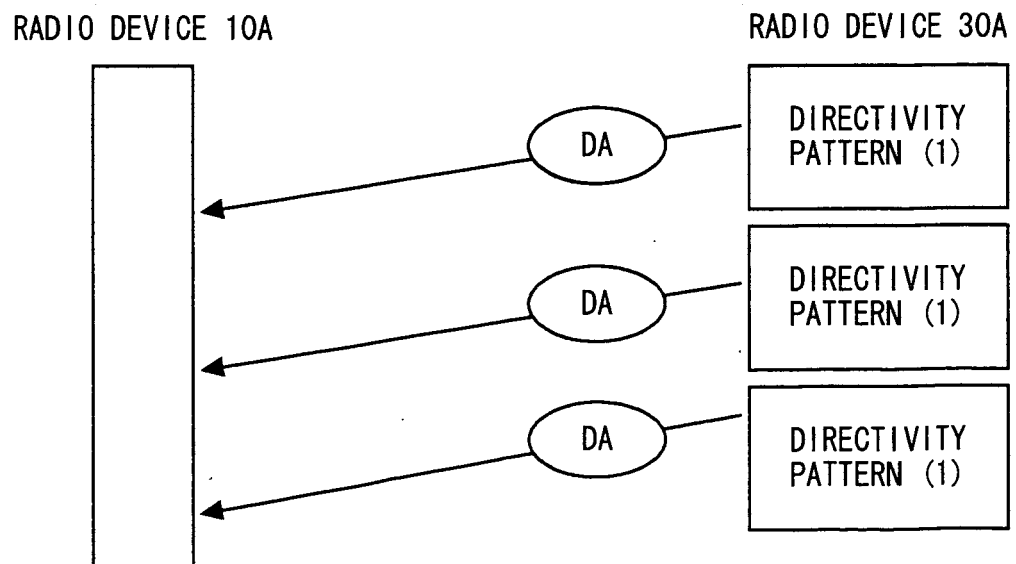 RADIO DEVICE 10A
RADIO DEVICE 30A
DA
DIRECTIVITY
PATTERN (1)
DA
DIRECTIVITY
PATTERN (1)
DA
DIRECTIVITY
PATTERN (1)